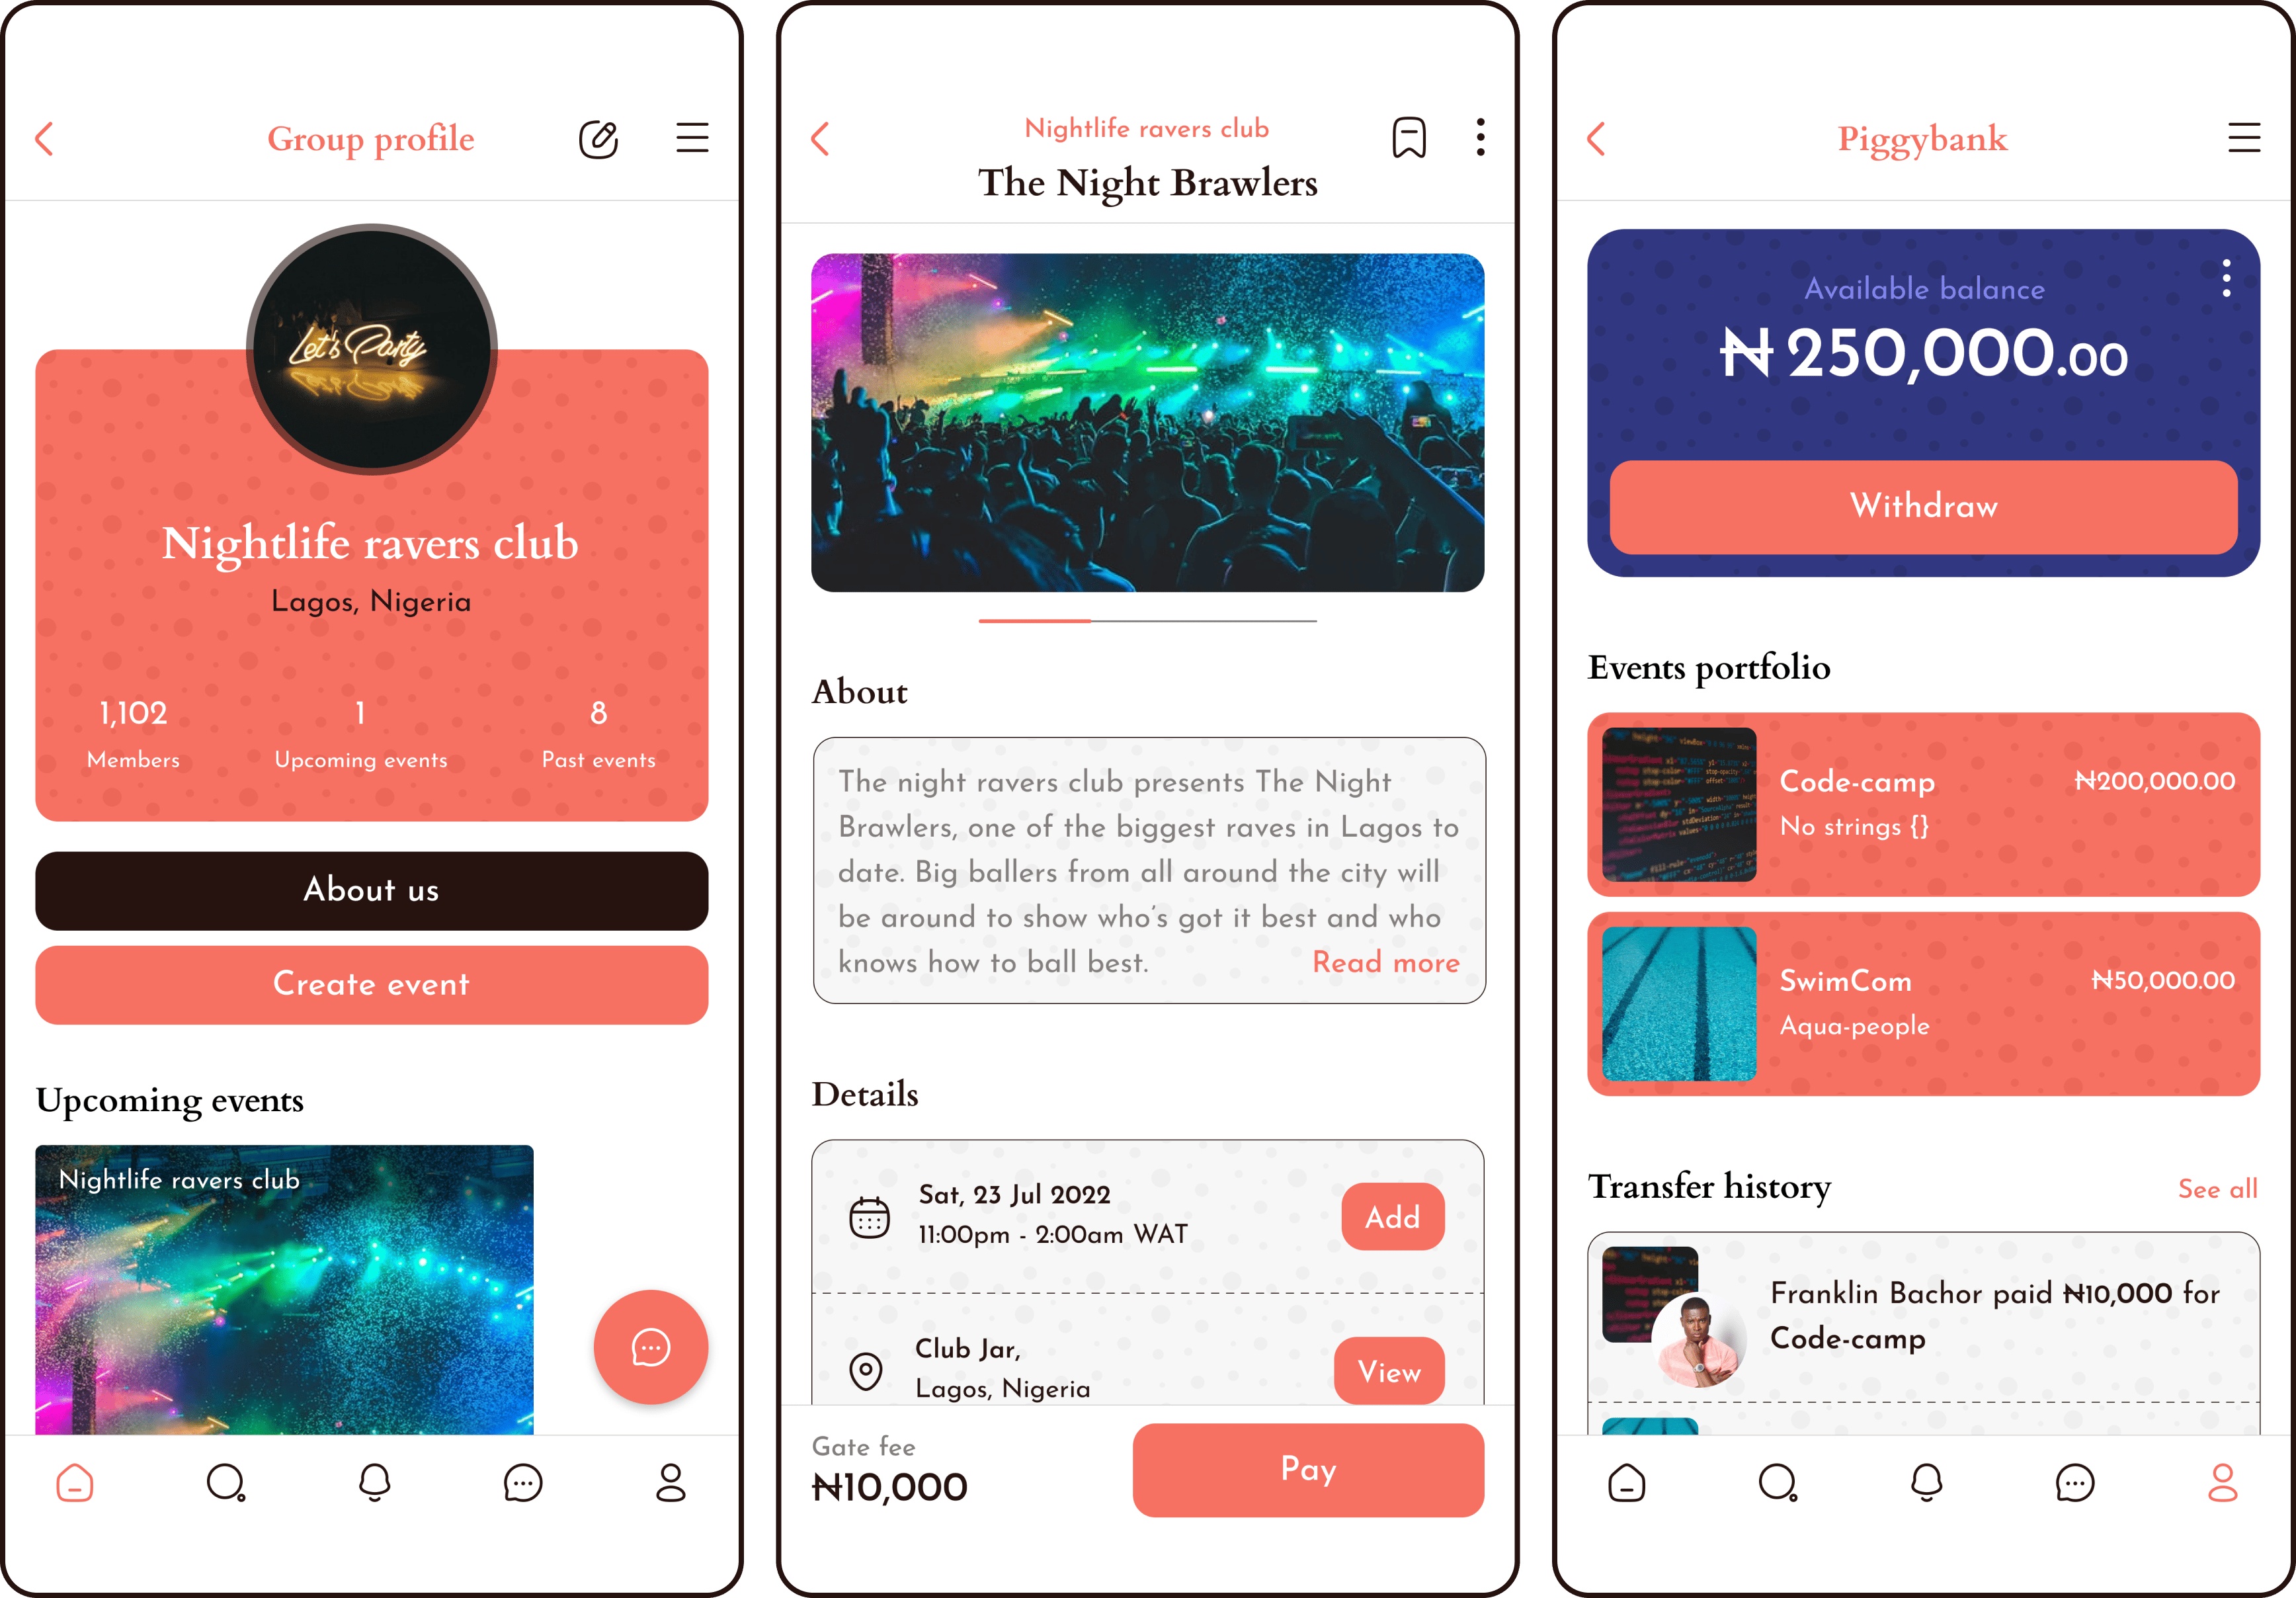 Group profile
Let's Party
Nightlife ravers club
Lagos, Nigeria
1,102
Members
1
Upcoming events
8
Past events
About us
Create event
Upcoming events
Nightlife ravers club
Nightlife ravers club
The Night Brawlers
About
The night ravers club presents The Night
Brawlers, one of the biggest raves in Lagos to
date. Big ballers from all around the city will
be around to show who's got it best and who
knows how to ball best. Read more
Details
Sat, 23 Jul 2022
11:00pm - 2:00am WAT
Add
Club Jar,
Lagos, Nigeria
View
Gate fee
₦10,000
Pay
Piggybank
Available balance
₦250,000.00
Withdraw
Events portfolio
Code-camp
No strings {}
₦200,000.00
SwimCom
Aqua-people
₦50,000.00
Transfer history
See all
Franklin Bachor paid ₦10,000 for
Code-camp